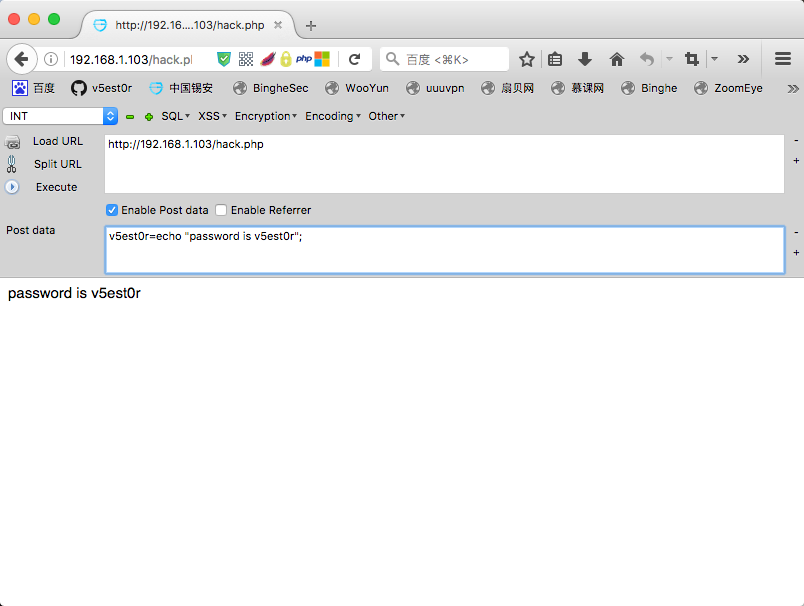 http://192.16....103/hack.php
192.168.1.103/hack.pl
php
百度 <⌘K>
百度 v5est0r 中国锡安 BingheSec WooYun uuuvpn 扇贝网 慕课网 Binghe ZoomEye
INT SQL XSS Encryption Encoding Other
Load URL http://192.168.1.103/hack.php
Split URL
Execute
Enable Post data Enable Referrer
Post data v5est0r=echo "password is v5est0r";
password is v5est0r